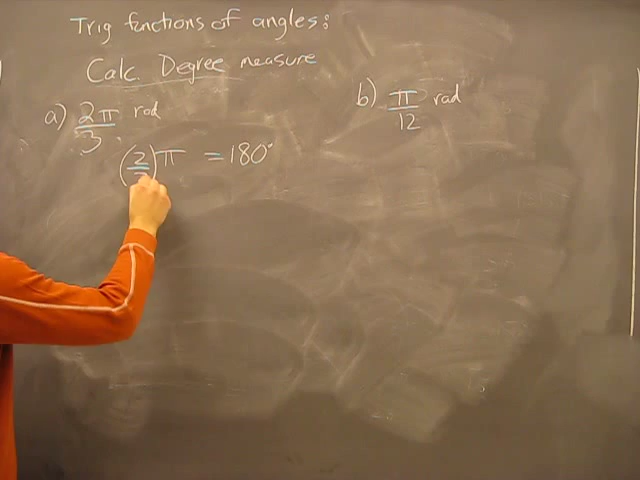 Trig functions of angles:
Calc. Degree measure
a) 2π/3 rad
b) π/12 rad
(2/3)π = 180°